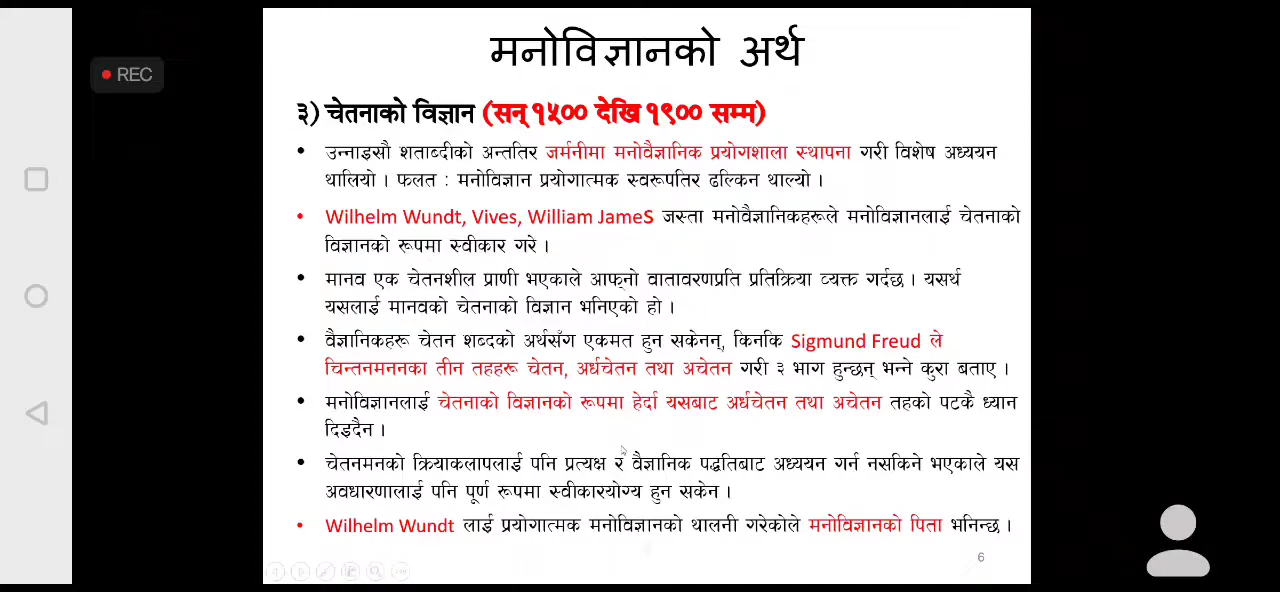 मनोविज्ञानको अर्थ
REC
३) चेतनाको विज्ञान (सन् १५०० देखि १९०० सम्म)
• उन्नाइसौ शताब्दीको अन्ततिर जर्मनीमा मनोवैज्ञानिक प्रयोगशाला स्थापना गरी विशेष अध्ययन
थालियो । फलत : मनोविज्ञान प्रयोगात्मक स्वरूपतिर ढल्किन थाल्यो ।
• Wilhelm Wundt, Vives, William JameS जस्ता मनोवैज्ञानिकहरूले मनोविज्ञानलाई चेतनाको
विज्ञानको रूपमा स्वीकार गरे ।
• मानव एक चेतनशील प्राणी भएकाले आफ्‍नो वातावरणप्रति प्रतिक्रिया व्यक्त गर्दछ । यसर्थ
यसलाई मानवको चेतनाको विज्ञान भनिएको हो ।
• वैज्ञानिकहरू चेतन शब्दको अर्थसँग एकमत हुन सकेनन्, किनकि Sigmund Freud ले
चिन्तनमननका तीन तहहरू चेतन, अर्धचेतन तथा अचेतन गरी ३ भाग हुन्छन् भन्ने कुरा बताए ।
• मनोविज्ञानलाई चेतनाको विज्ञानको रूपमा हेर्दा यसबाट अर्धचेतन तथा अचेतन तहको पटकै ध्यान
दिइदैन ।
• चेतनमनको क्रियाकलापलाई पनि प्रत्यक्ष र वैज्ञानिक पद्धतिबाट अध्ययन गर्न नसकिने भएकाले यस
अवधारणालाई पनि पूर्ण रूपमा स्वीकारयोग्य हुन सकेन ।
• Wilhelm Wundt लाई प्रयोगात्मक मनोविज्ञानको थालनी गरेकोले मनोविज्ञानको पिता भनिन्छ ।
6